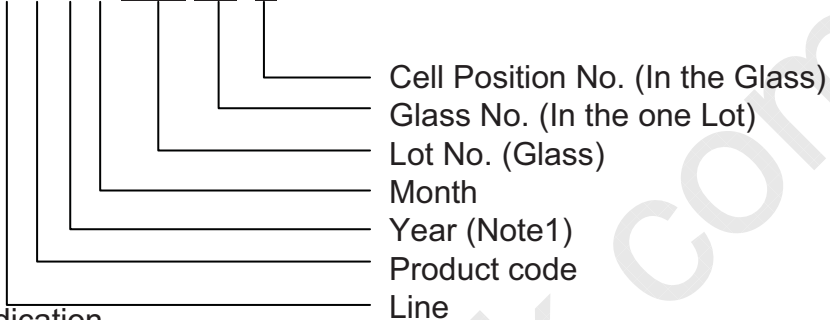 Cell Position No. (In the Glass)
Glass No. (In the one Lot)
Lot No. (Glass)
Month
Year (Note1)
Product code
Line